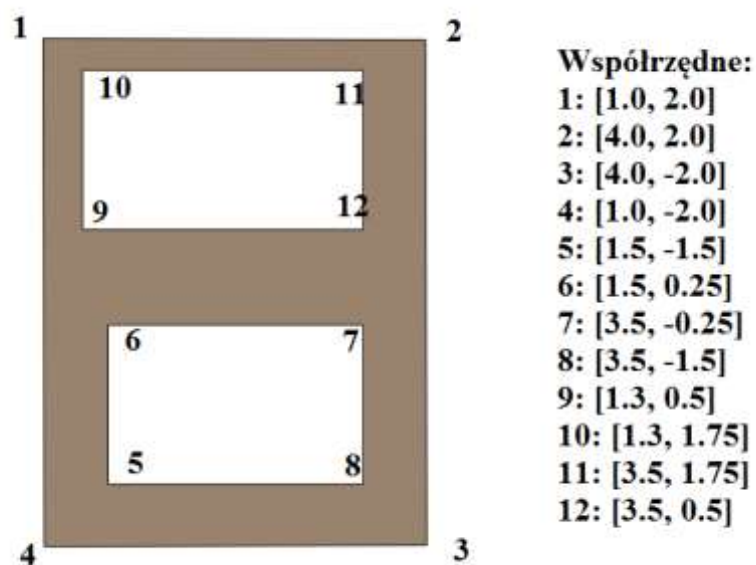 1
2
10
11
9
12
6
7
5
8
4
3
Współrzędne:
1: [1.0, 2.0]
2: [4.0, 2.0]
3: [4.0, -2.0]
4: [1.0, -2.0]
5: [1.5, -1.5]
6: [1.5, 0.25]
7: [3.5, -0.25]
8: [3.5, -1.5]
9: [1.3, 0.5]
10: [1.3, 1.75]
11: [3.5, 1.75]
12: [3.5, 0.5]